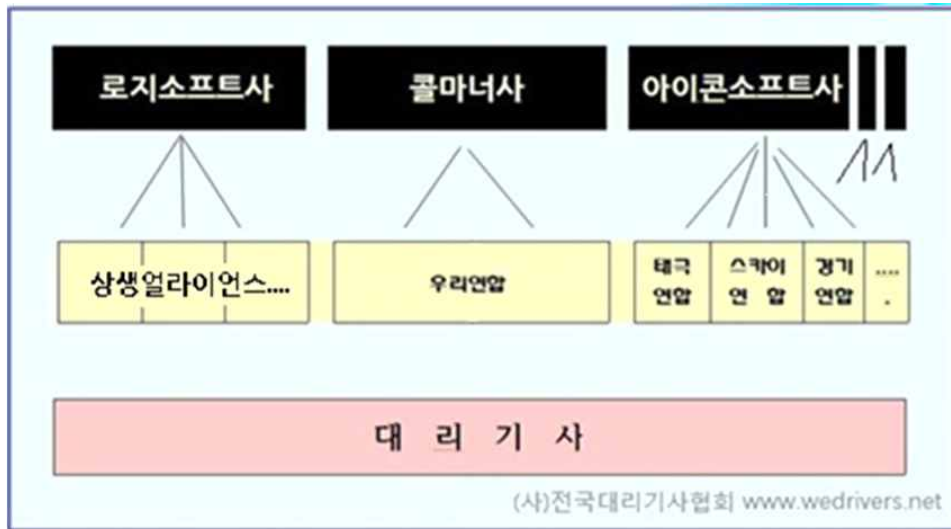 로지소프트사
콜마너사
아이콘소프트사
상생얼라이언스....
우리연합
태극
연합
스카이
연 합
경기
연합
....
.
대 리 기 사
(사)전국대리기사협회 www.wedrivers.net